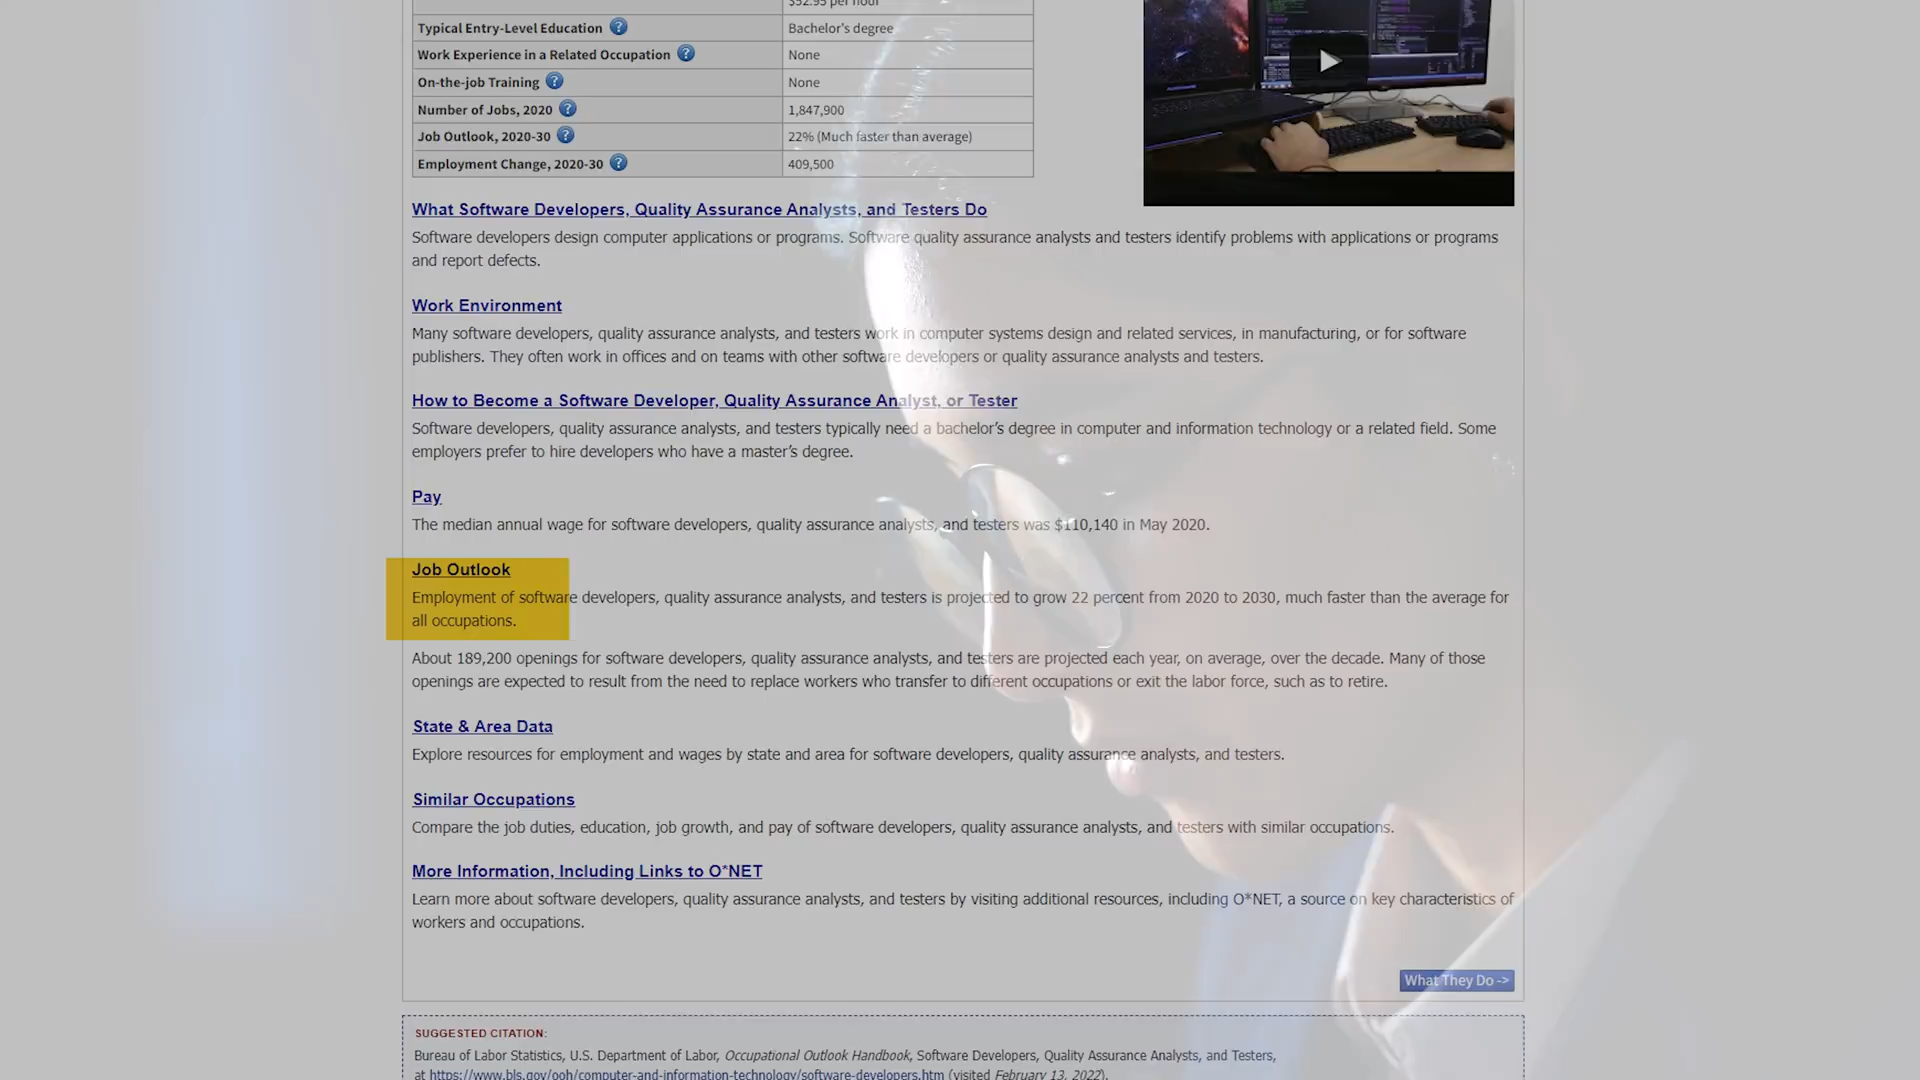 $52.95 per hour
Typical Entry-Level Education ? Bachelor's degree
Work Experience in a Related Occupation ? None
On-the-job Training ? None
Number of Jobs, 2020 ? 1,847,900
Job Outlook, 2020-30 ? 22% (Much faster than average)
Employment Change, 2020-30 ? 409,500
What Software Developers, Quality Assurance Analysts, and Testers Do
Software developers design computer applications or programs. Software quality assurance analysts and testers identify problems with applications or programs
and report defects.
Work Environment
Many software developers, quality assurance analysts, and testers work in computer systems design and related services, in manufacturing, or for software
publishers. They often work in offices and on teams with other software developers or quality assurance analysts and testers.
How to Become a Software Developer, Quality Assurance Analyst, or Tester
Software developers, quality assurance analysts, and testers typically need a bachelor’s degree in computer and information technology or a related field. Some
employers prefer to hire developers who have a master’s degree.
Pay
The median annual wage for software developers, quality assurance analysts, and testers was $110,140 in May 2020.
Job Outlook
Employment of software developers, quality assurance analysts, and testers is projected to grow 22 percent from 2020 to 2030, much faster than the average for
all occupations.
About 189,200 openings for software developers, quality assurance analysts, and testers are projected each year, on average, over the decade. Many of those
openings are expected to result from the need to replace workers who transfer to different occupations or exit the labor force, such as to retire.
State & Area Data
Explore resources for employment and wages by state and area for software developers, quality assurance analysts, and testers.
Similar Occupations
Compare the job duties, education, job growth, and pay of software developers, quality assurance analysts, and testers with similar occupations.
More Information, Including Links to O*NET
Learn more about software developers, quality assurance analysts, and testers by visiting additional resources, including O*NET, a source on key characteristics of
workers and occupations.
What They Do ->
SUGGESTED CITATION:
Bureau of Labor Statistics, U.S. Department of Labor, Occupational Outlook Handbook, Software Developers, Quality Assurance Analysts, and Testers,
at https://www.bls.gov/ooh/computer-and-information-technology/software-developers.htm (visited February 13, 2022).